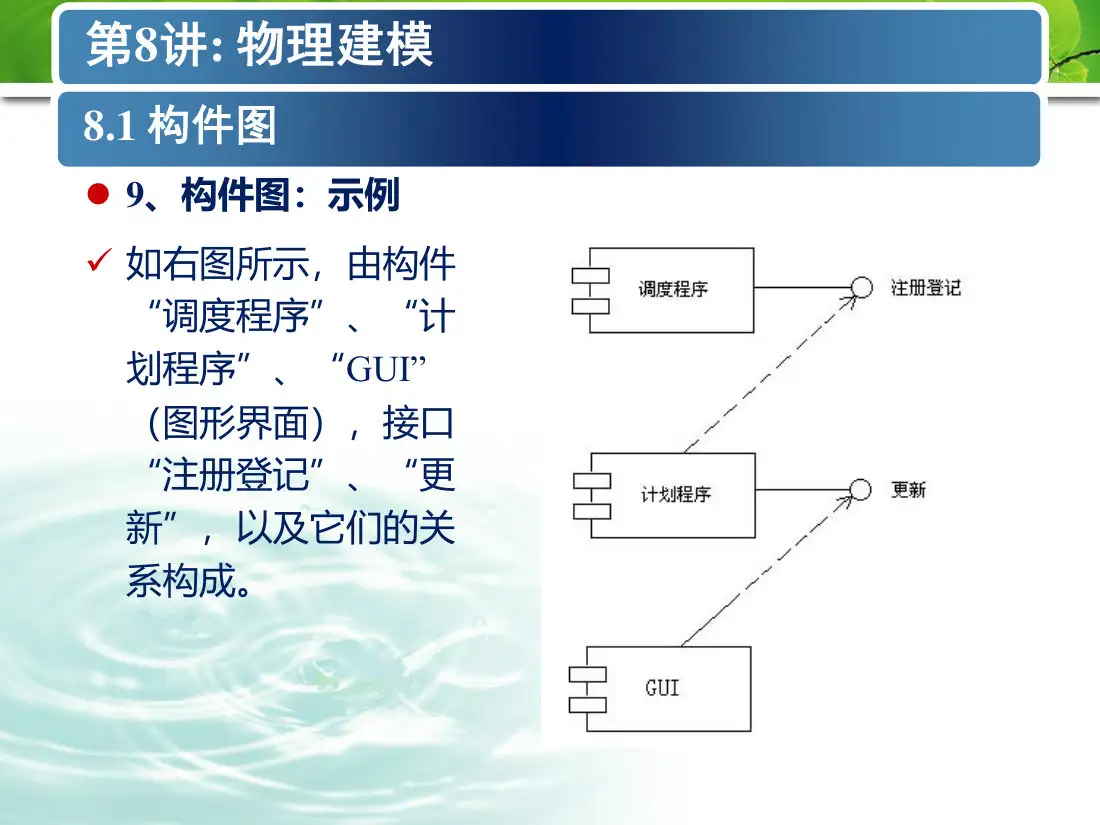 第8讲: 物理建模
8.1 构件图
9、构件图：示例
如右图所示，由构件
“调度程序”、“计
划程序”、“GUI”
（图形界面），接口
“注册登记”、“更
新”，以及它们的关
系构成。
调度程序
注册登记
计划程序
更新
GUI